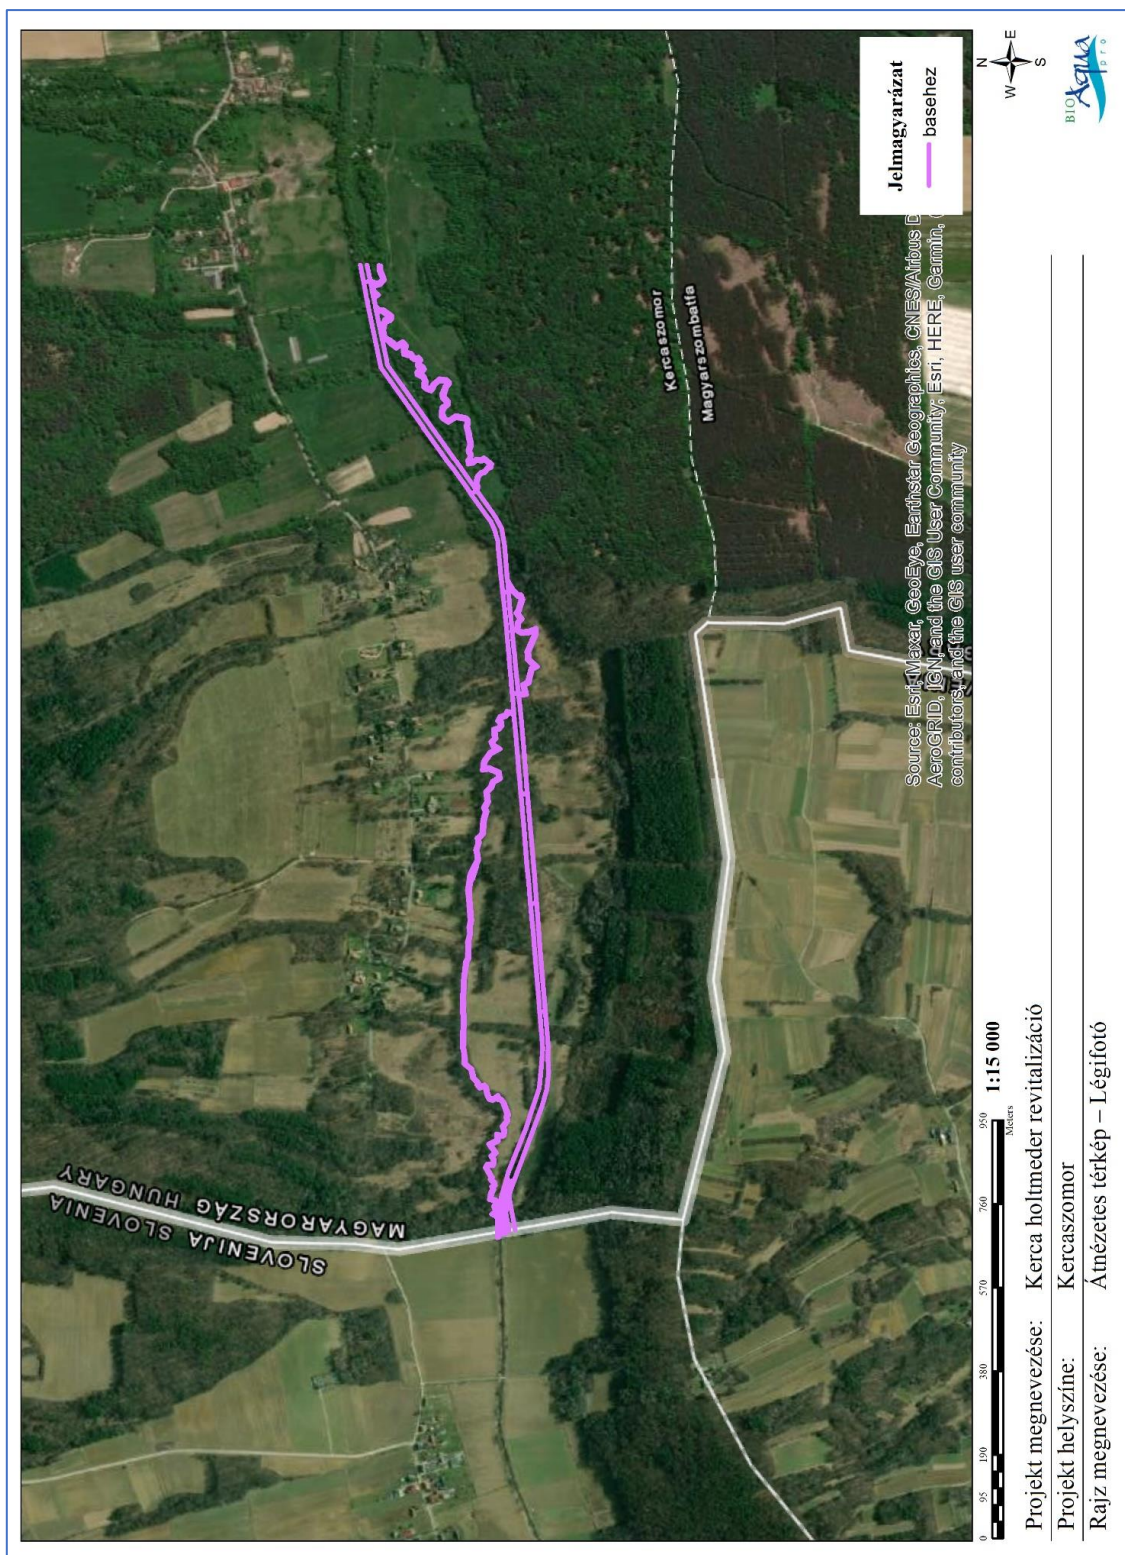 SLOVENIJA SLOVENIA
MAGYARORSZÁG HUNGARY
Kercaszomor
Magyarszombatfa
Jelmagyarázat
basehez
Source: Esri, Maxar, GeoEye, Earthstar Geographics, CNES/Airbus D
AeroGRID, IGN, and the GIS User Community; Esri, HERE, Garmin, (
contributors, and the GIS user community
N
W E
S
0 95 190 380 570 760 950
Meters
1:15 000
Projekt megnevezése: Kerca holtmeder revitalizáció
Projekt helyszíne: Kercaszomor
Rajz megnevezése: Átnézetes térkép – Légifotó
BIO
Aqua
pro